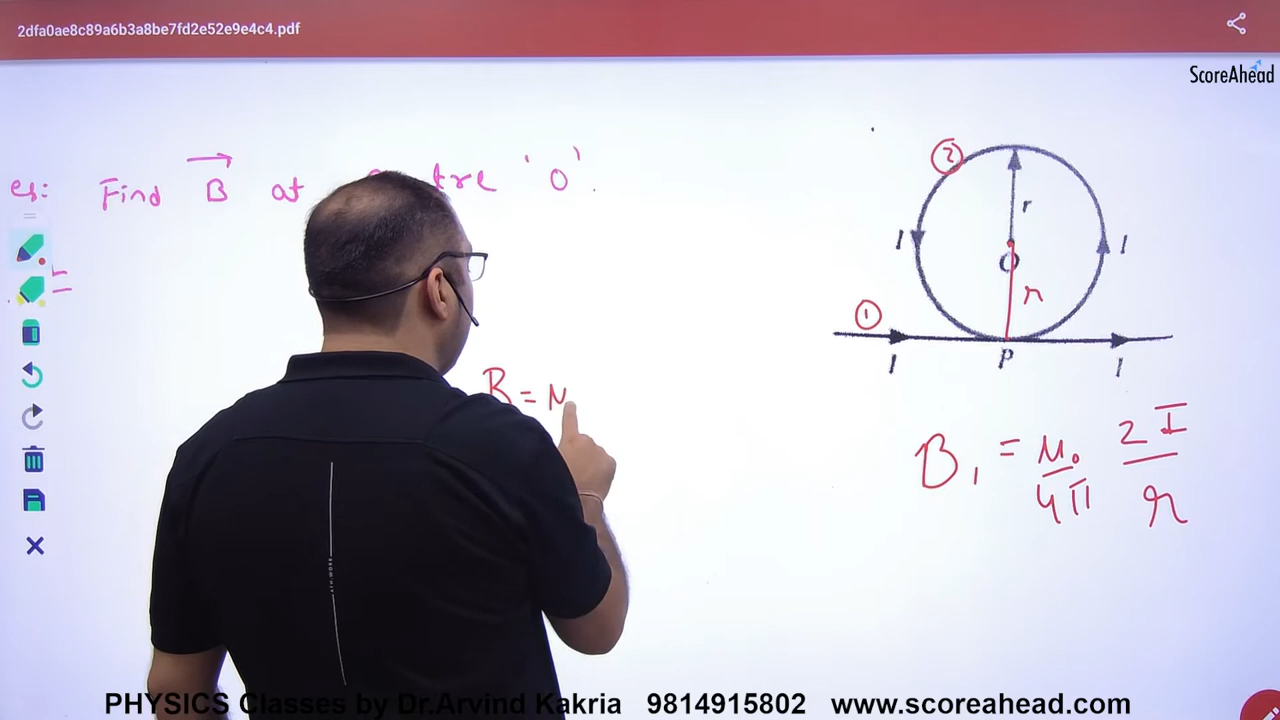 2dfa0ae8c89a6b3a8be7fd2e52e9e4c4.pdf
ScoreAhead
eg: Find B at tre 'O'.
2
r
I
I
O
r
1
P
I
I
B = μ
B₁ = μ₀/4π 2I/r
PHYSICS Classes by Dr.Arvind Kakria 9814915802 www.scoreahead.com